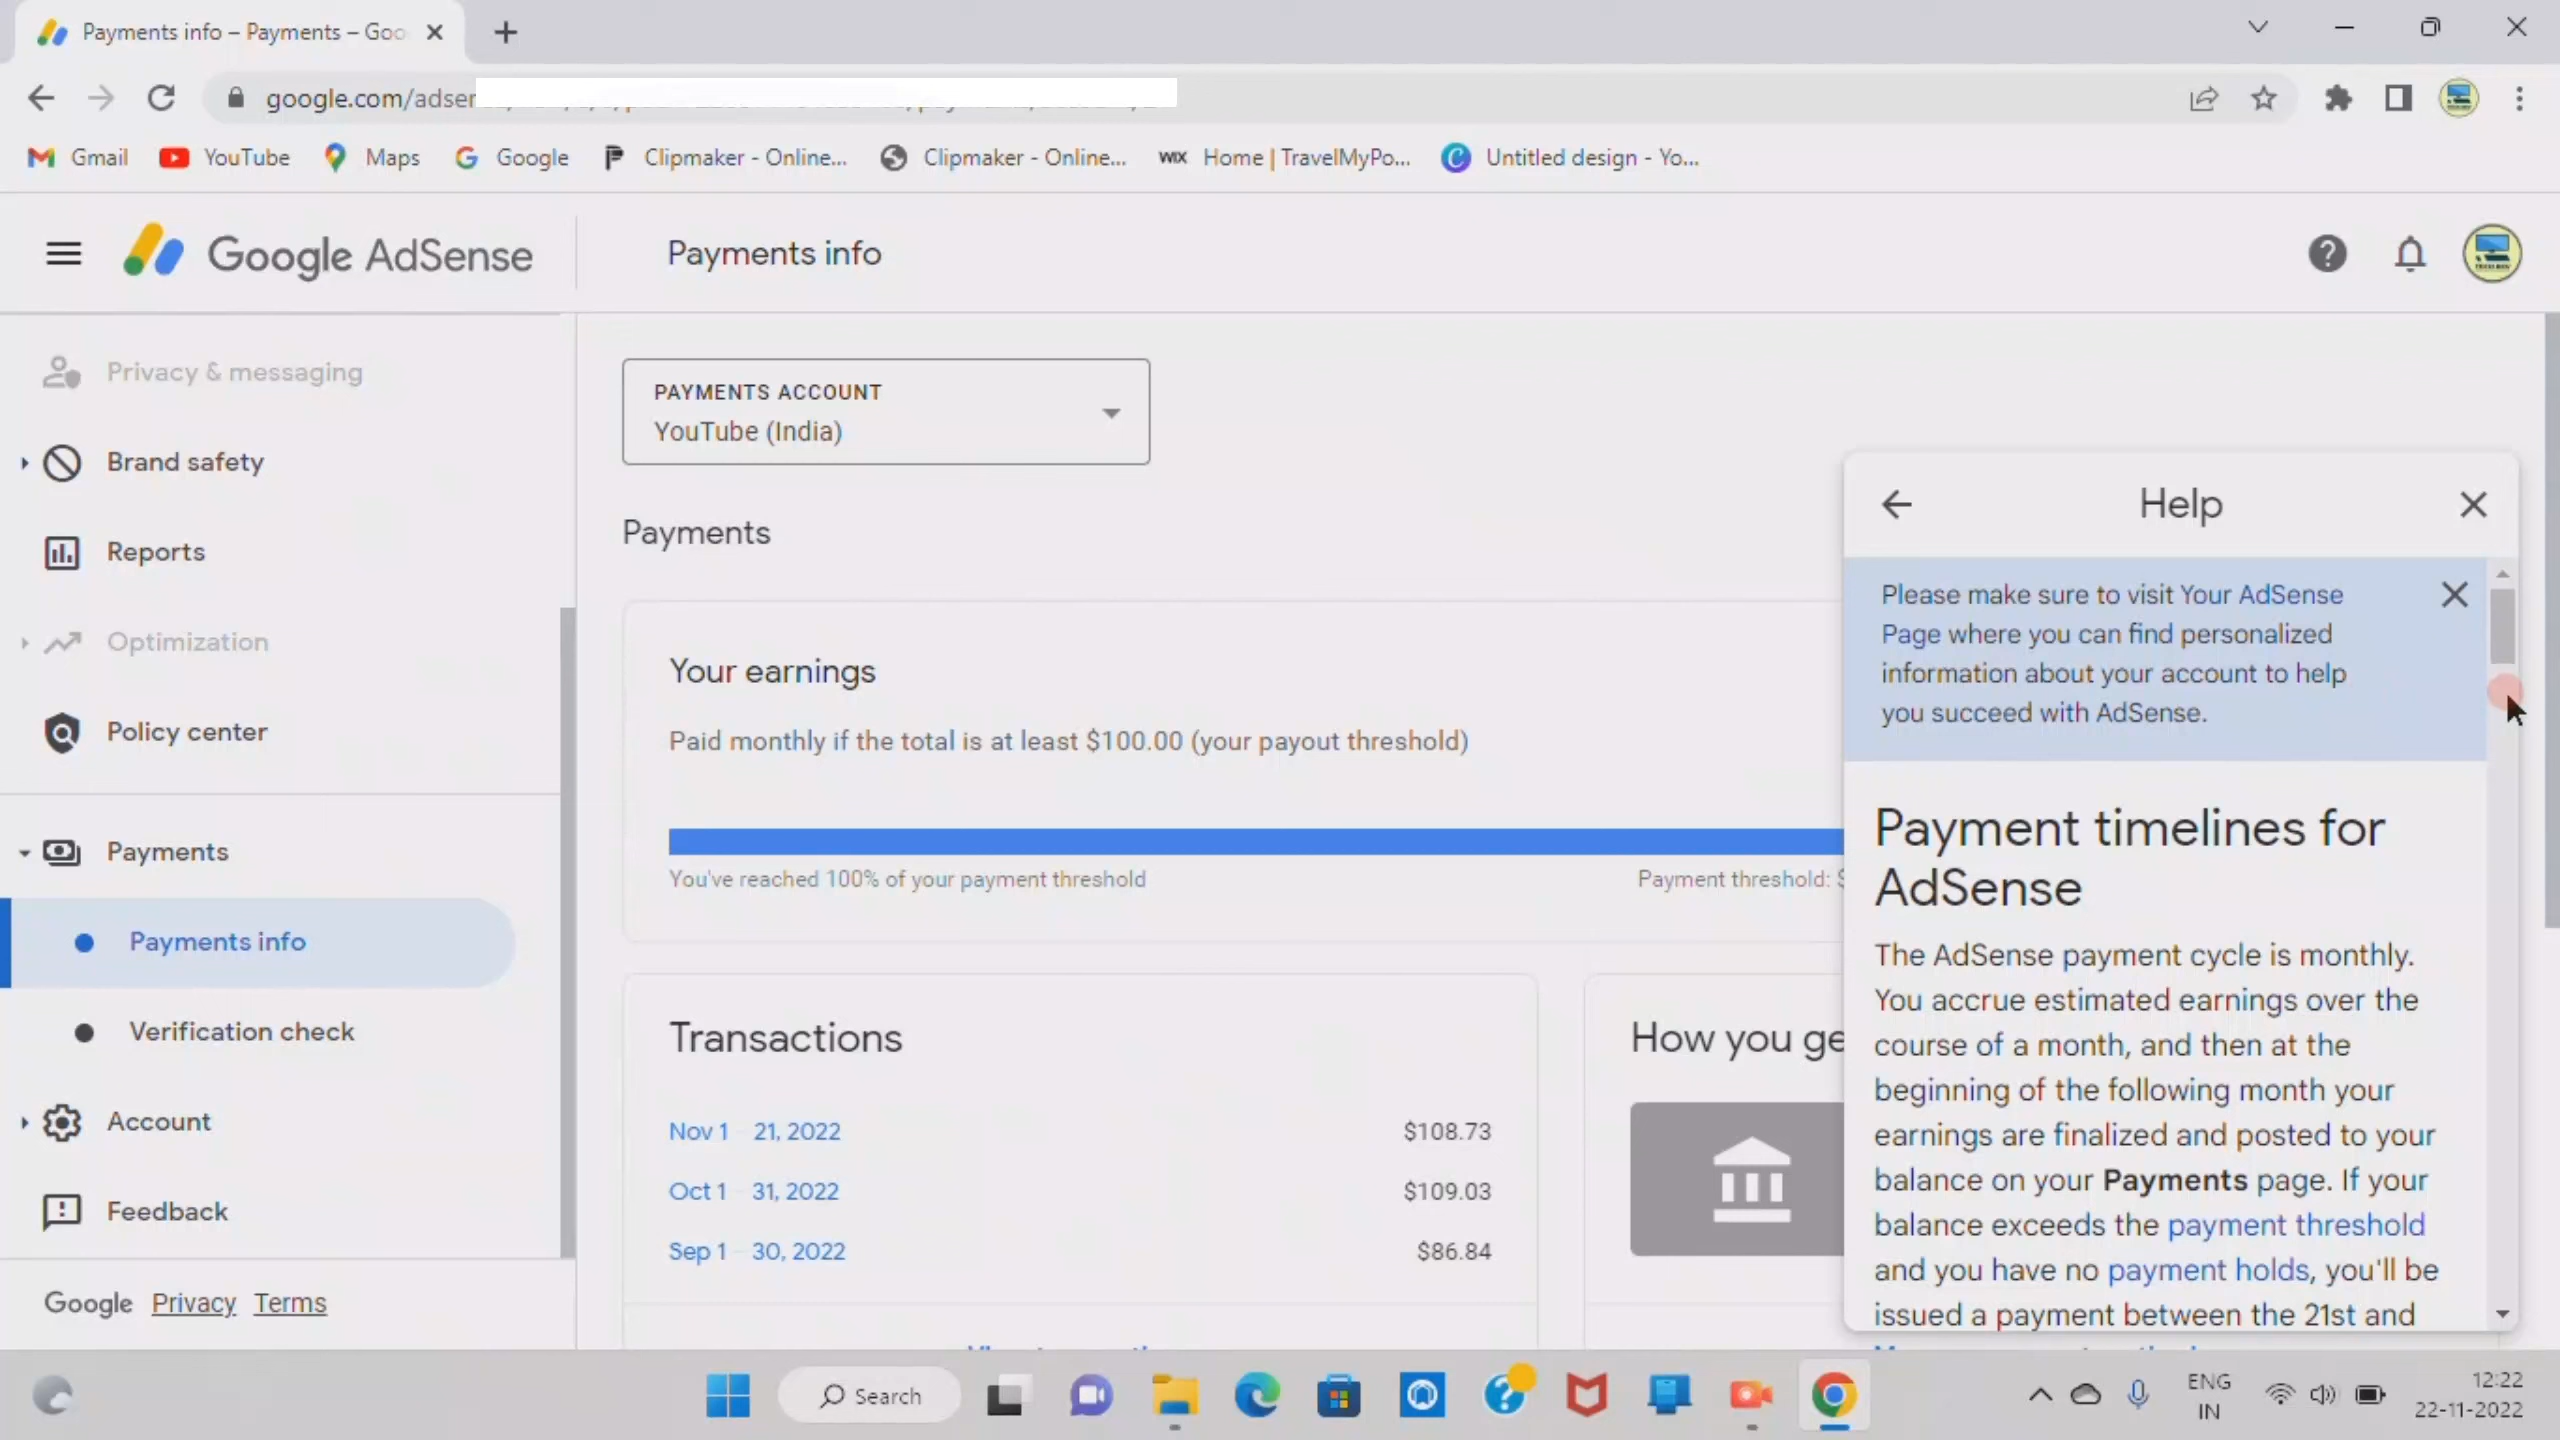 Payments info – Payments – Goo
google.com/adsen
Gmail
YouTube
Maps
Google
Clipmaker - Online...
Clipmaker - Online...
WIX
Home | TravelMyPo...
Untitled design - Yo...
Google AdSense
Payments info
Privacy & messaging
Brand safety
Reports
Optimization
Policy center
Payments
Payments info
Verification check
Account
Feedback
Google Privacy Terms
PAYMENTS ACCOUNT
YouTube (India)
Payments
Your earnings
Paid monthly if the total is at least $100.00 (your payout threshold)
You've reached 100% of your payment threshold
Payment threshold: $
Transactions
Nov 1 – 21, 2022 $108.73
Oct 1 – 31, 2022 $109.03
Sep 1 – 30, 2022 $86.84
How you ge
Help
Please make sure to visit Your AdSense
Page where you can find personalized
information about your account to help
you succeed with AdSense.
Payment timelines for
AdSense
The AdSense payment cycle is monthly.
You accrue estimated earnings over the
course of a month, and then at the
beginning of the following month your
earnings are finalized and posted to your
balance on your Payments page. If your
balance exceeds the payment threshold
and you have no payment holds, you'll be
issued a payment between the 21st and
Search
ENG
IN
12:22
22-11-2022